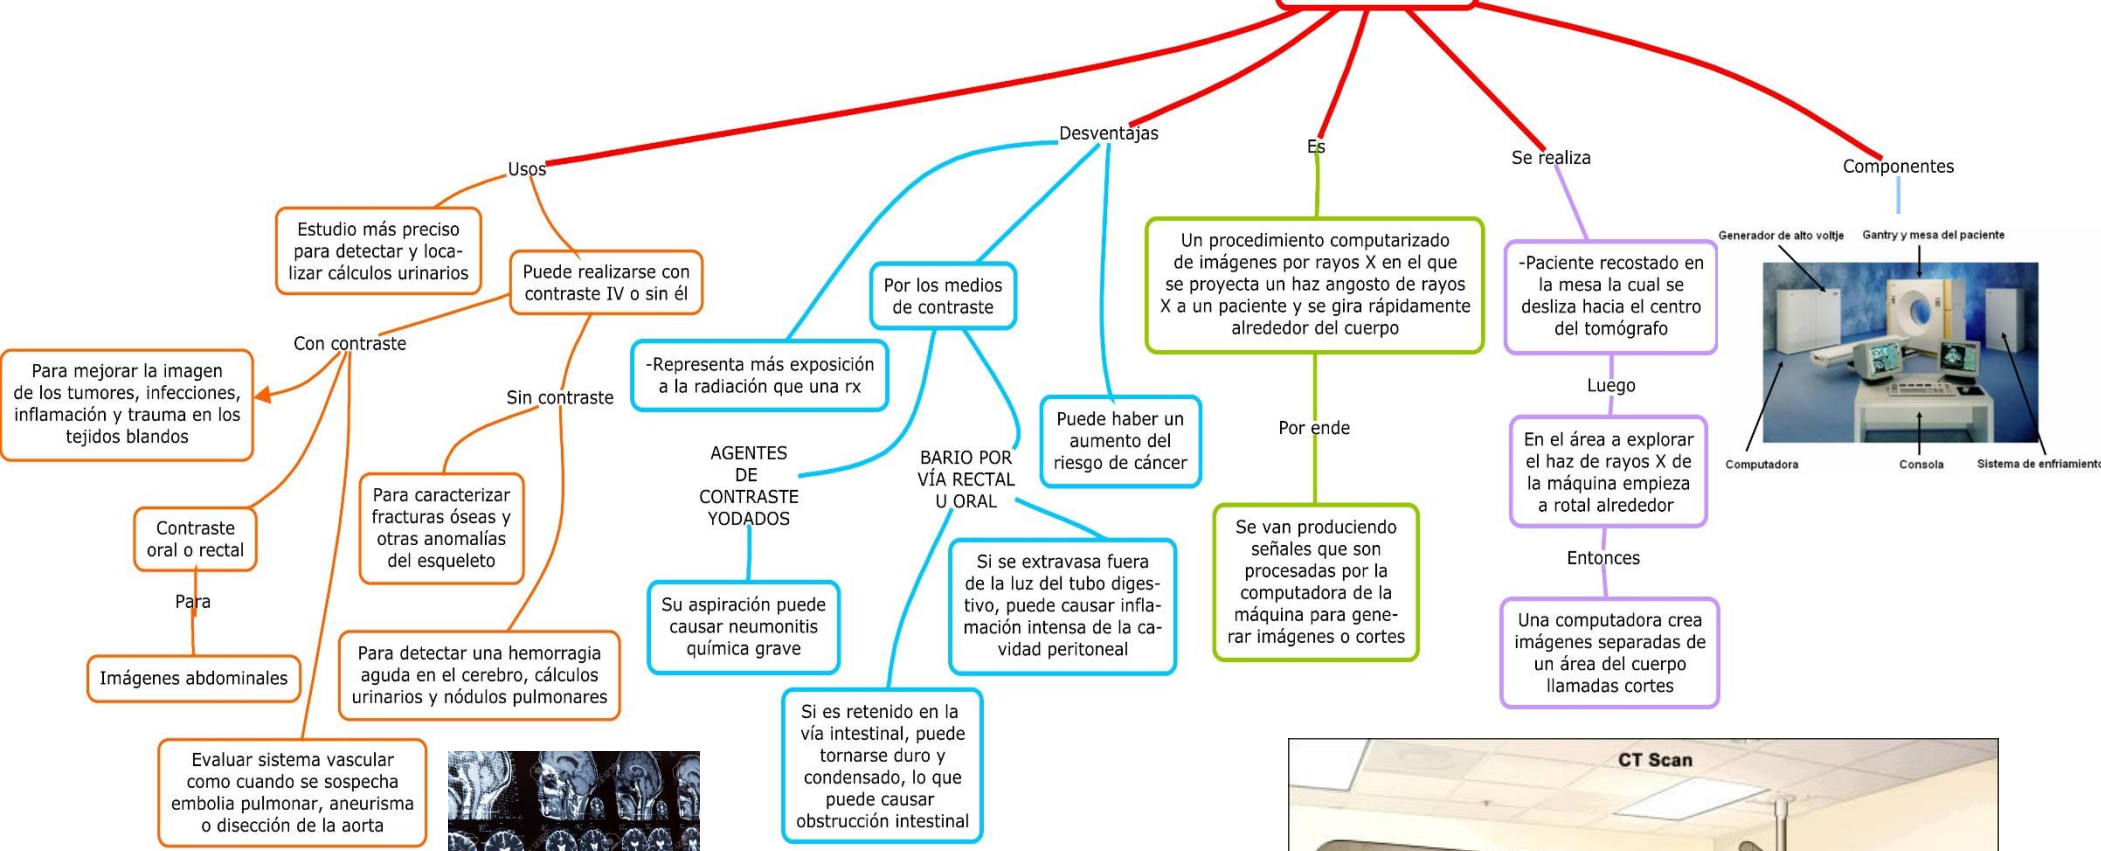 Usos
Estudio más preciso
para detectar y loca-
lizar cálculos urinarios
Puede realizarse con
contraste IV o sin él
Con contraste
Para mejorar la imagen
de los tumores, infecciones,
inflamación y trauma en los
tejidos blandos
Contraste
oral o rectal
Para
Imágenes abdominales
Evaluar sistema vascular
como cuando se sospecha
embolia pulmonar, aneurisma
o disección de la aorta
Sin contraste
Para caracterizar
fracturas óseas y
otras anomalías
del esqueleto
Para detectar una hemorragia
aguda en el cerebro, cálculos
urinarios y nódulos pulmonares
Desventajas
-Representa más exposición
a la radiación que una rx
Por los medios
de contraste
AGENTES
DE
CONTRASTE
YODADOS
Su aspiración puede
causar neumonitis
química grave
BARIO POR
VÍA RECTAL
U ORAL
Si es retenido en la
vía intestinal, puede
tornarse duro y
condensado, lo que
puede causar
obstrucción intestinal
Si se extravasa fuera
de la luz del tubo diges-
tivo, puede causar infla-
mación intensa de la ca-
vidad peritoneal
Puede haber un
aumento del
riesgo de cáncer
Es
Un procedimiento computarizado
de imágenes por rayos X en el que
se proyecta un haz angosto de rayos
X a un paciente y se gira rápidamente
alrededor del cuerpo
Por ende
Se van produciendo
señales que son
procesadas por la
computadora de la
máquina para gene-
rar imágenes o cortes
Se realiza
-Paciente recostado en
la mesa la cual se
desliza hacia el centro
del tomógrafo
Luego
En el área a explorar
el haz de rayos X de
la máquina empieza
a rotal alrededor
Entonces
Una computadora crea
imágenes separadas de
un área del cuerpo
llamadas cortes
Componentes
Generador de alto voltje
Gantry y mesa del paciente
Computadora
Consola
Sistema de enfriamiento
CT Scan